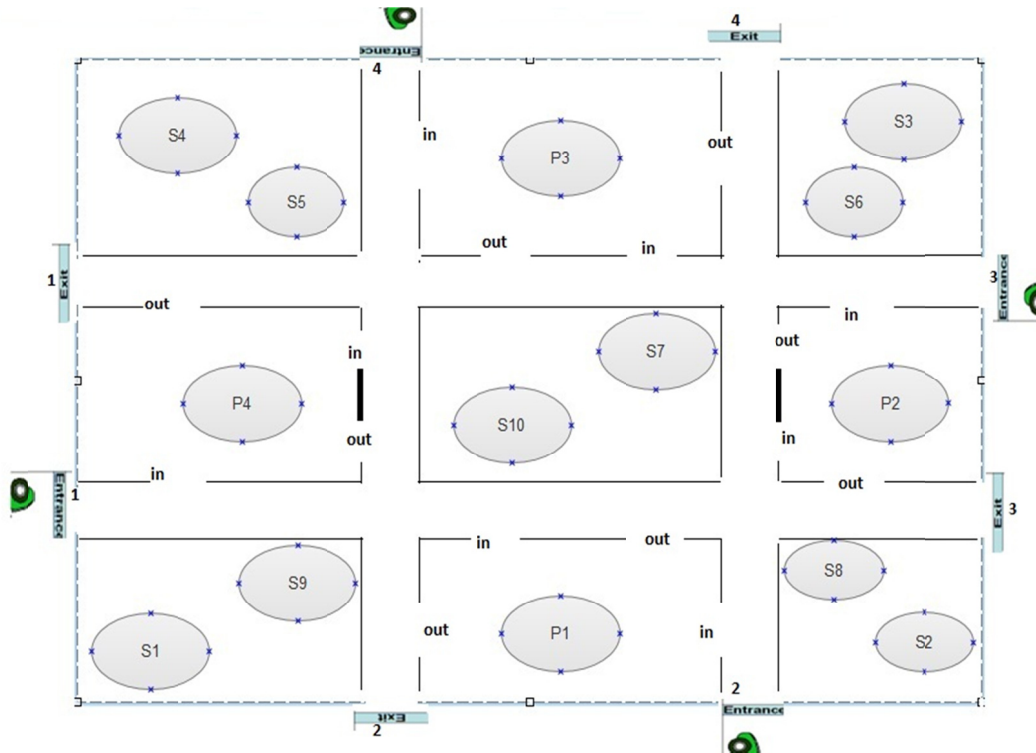 4
Exit
Entrance
4
S4
in
P3
out
S3
S5
S6
out
in
1
Exit
3
Entrance
out
in
S7
out
in
P4
S10
P2
out
in
in
out
Entrance
1
Exit
3
in
out
S9
S8
S1
out
P1
in
S2
2
Exit
2
Entrance